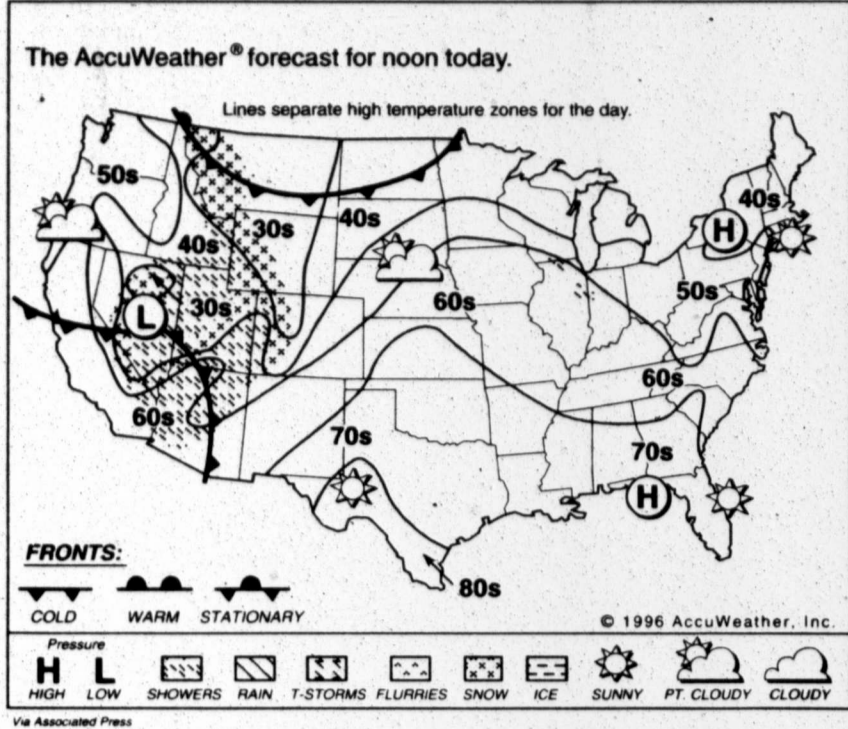 The AccuWeather® forecast for noon today.
Lines separate high temperature zones for the day.
50s
40s
30s
40s
40s
H
30s
L
60s
50s
60s
60s
70s
70s
H
80s
FRONTS:
COLD WARM STATIONARY
© 1996 AccuWeather, Inc.
Pressure
H L
HIGH LOW SHOWERS RAIN T-STORMS FLURRIES SNOW ICE SUNNY PT. CLOUDY CLOUDY
Via Associated Press